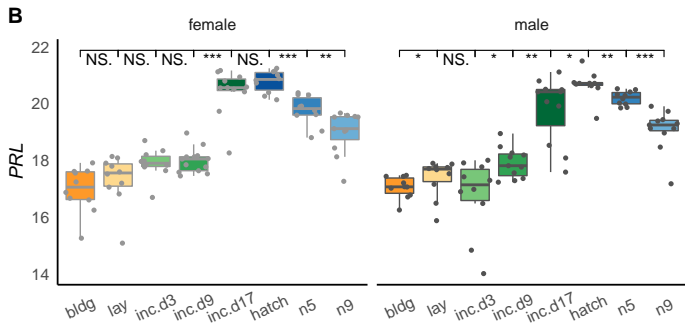 B
female male
NS. NS. NS. *** NS. *** ** * NS. * ** * ** ***
22
20
18
16
14
PRL
bldg lay inc.d3 inc.d9 inc.d17 hatch n5 n9 bldg lay inc.d3 inc.d9 inc.d17 hatch n5 n9